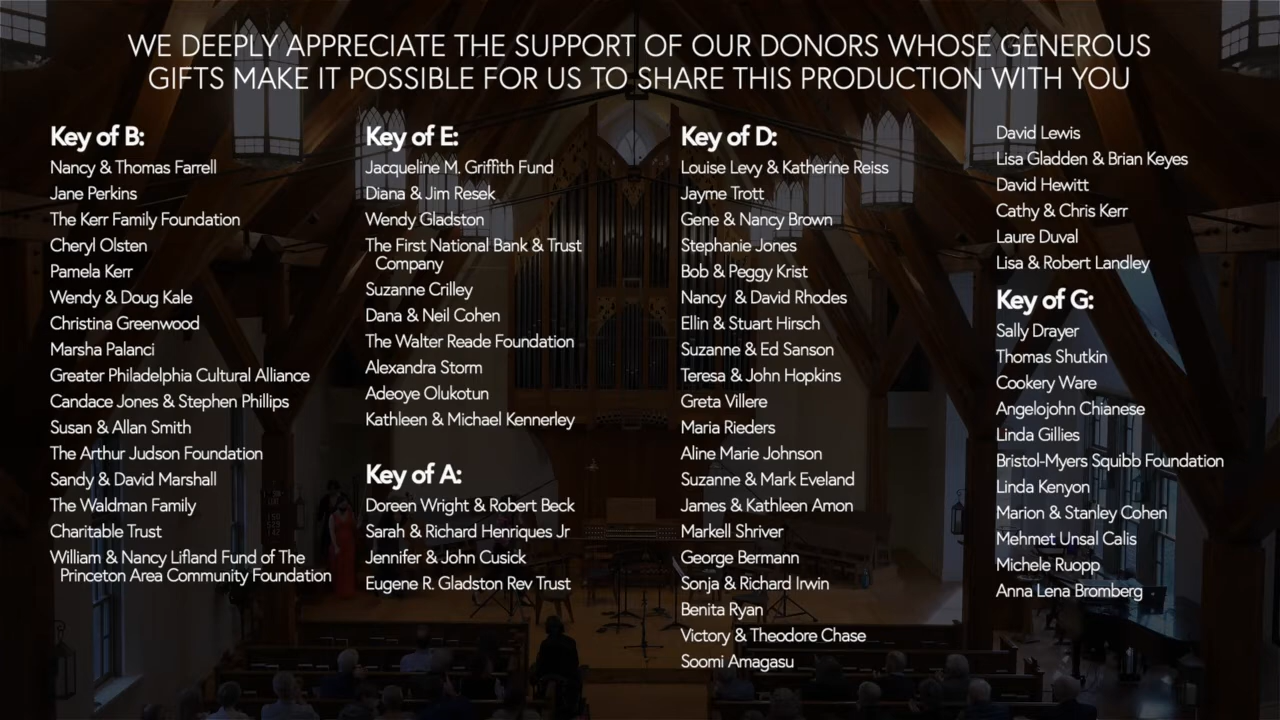 WE DEEPLY APPRECIATE THE SUPPORT OF OUR DONORS WHOSE GENEROUS
GIFTS MAKE IT POSSIBLE FOR US TO SHARE THIS PRODUCTION WITH YOU
Key of B:
Nancy & Thomas Farrell
Jane Perkins
The Kerr Family Foundation
Cheryl Olsten
Pamela Kerr
Wendy & Doug Kale
Christina Greenwood
Marsha Palanci
Greater Philadelphia Cultural Alliance
Candace Jones & Stephen Phillips
Susan & Allan Smith
The Arthur Judson Foundation
Sandy & David Marshall
The Waldman Family
Charitable Trust
William & Nancy Lifland Fund of The
Princeton Area Community Foundation
Key of E:
Jacqueline M. Griffith Fund
Diana & Jim Resek
Wendy Gladston
The First National Bank & Trust
Company
Suzanne Crilley
Dana & Neil Cohen
The Walter Reade Foundation
Alexandra Storm
Adeoye Olukotun
Kathleen & Michael Kennerley
Key of A:
Doreen Wright & Robert Beck
Sarah & Richard Henriques Jr
Jennifer & John Cusick
Eugene R. Gladston Rev Trust
Key of D:
Louise Levy & Katherine Reiss
Jayme Trott
Gene & Nancy Brown
Stephanie Jones
Bob & Peggy Krist
Nancy & David Rhodes
Ellin & Stuart Hirsch
Suzanne & Ed Sanson
Teresa & John Hopkins
Greta Villere
Maria Rieders
Aline Marie Johnson
Suzanne & Mark Eveland
James & Kathleen Amon
Markell Shriver
George Bermann
Sonja & Richard Irwin
Benita Ryan
Victory & Theodore Chase
Soomi Amagasu
David Lewis
Lisa Gladden & Brian Keyes
David Hewitt
Cathy & Chris Kerr
Laure Duval
Lisa & Robert Landley
Key of G:
Sally Drayer
Thomas Shutkin
Cookery Ware
Angelojohn Chianese
Linda Gillies
Bristol-Myers Squibb Foundation
Linda Kenyon
Marion & Stanley Cohen
Mehmet Unsal Calis
Michele Ruopp
Anna Lena Bromberg